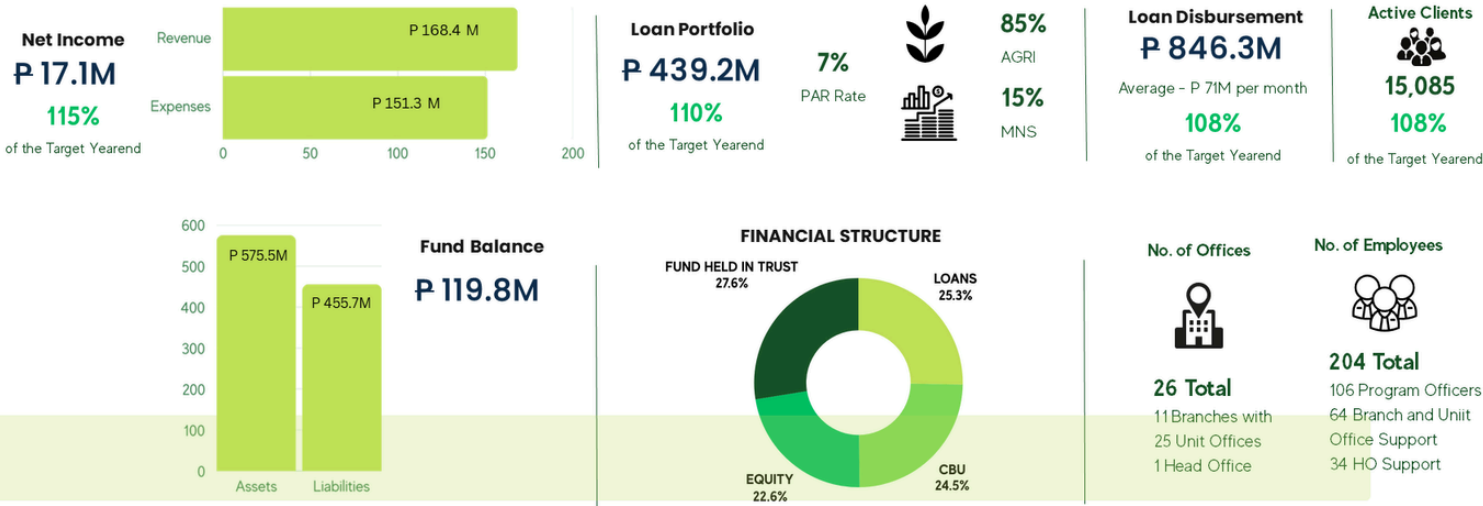 Net Income
₱ 17.1M
115%
of the Target Yearend
Revenue
P 168.4 M
Expenses
P 151.3 M
0 50 100 150 200
Loan Portfolio
₱ 439.2M
110%
of the Target Yearend
7%
PAR Rate
85%
AGRI
15%
MNS
Loan Disbursement
₱ 846.3M
Average - P 71M per month
108%
of the Target Yearend
Active Clients
15,085
108%
of the Target Yearend
600
500
400
300
200
100
0
P 575.5M
P 455.7M
Assets Liabilities
Fund Balance
₱ 119.8M
FINANCIAL STRUCTURE
FUND HELD IN TRUST
27.6%
LOANS
25.3%
EQUITY
22.6%
CBU
24.5%
No. of Offices
26 Total
11 Branches with
25 Unit Offices
1 Head Office
No. of Employees
204 Total
106 Program Officers
64 Branch and Uniit
Office Support
34 HO Support